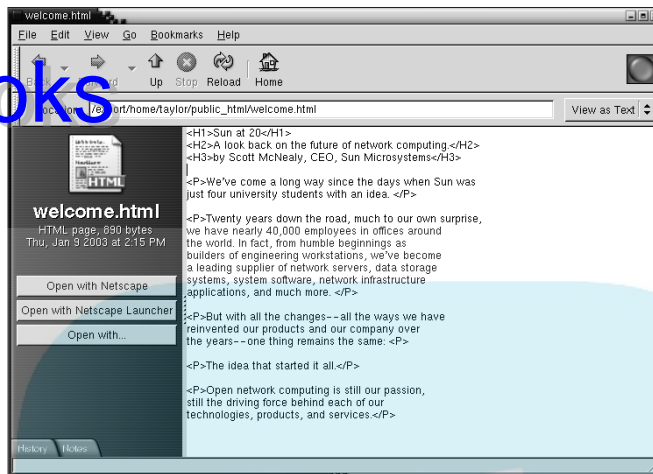 welcome.html
File Edit View Go Bookmarks Help
Back Forward Up Stop Reload Home
oks
/export/home/taylor/public_html/welcome.html View as Text
HTML
welcome.html
HTML page, 690 bytes
Thu, Jan 9 2003 at 2:15 PM
Open with Netscape
Open with Netscape Launcher
Open with...
History Notes
<H1>Sun at 20</H1>
<H2>A look back on the future of network computing.</H2>
<H3>by Scott McNealy, CEO, Sun Microsystems</H3>
<P>We've come a long way since the days when Sun was
just four university students with an idea. </P>
<P>Twenty years down the road, much to our own surprise,
we have nearly 40,000 employees in offices around
the world. In fact, from humble beginnings as
builders of engineering workstations, we've become
a leading supplier of network servers, data storage
systems, system software, network infrastructure
applications, and much more. </P>
<P>But with all the changes--all the ways we have
reinvented our products and our company over
the years--one thing remains the same: <P>
<P>The idea that started it all.</P>
<P>Open network computing is still our passion,
still the driving force behind each of our
technologies, products, and services.</P>